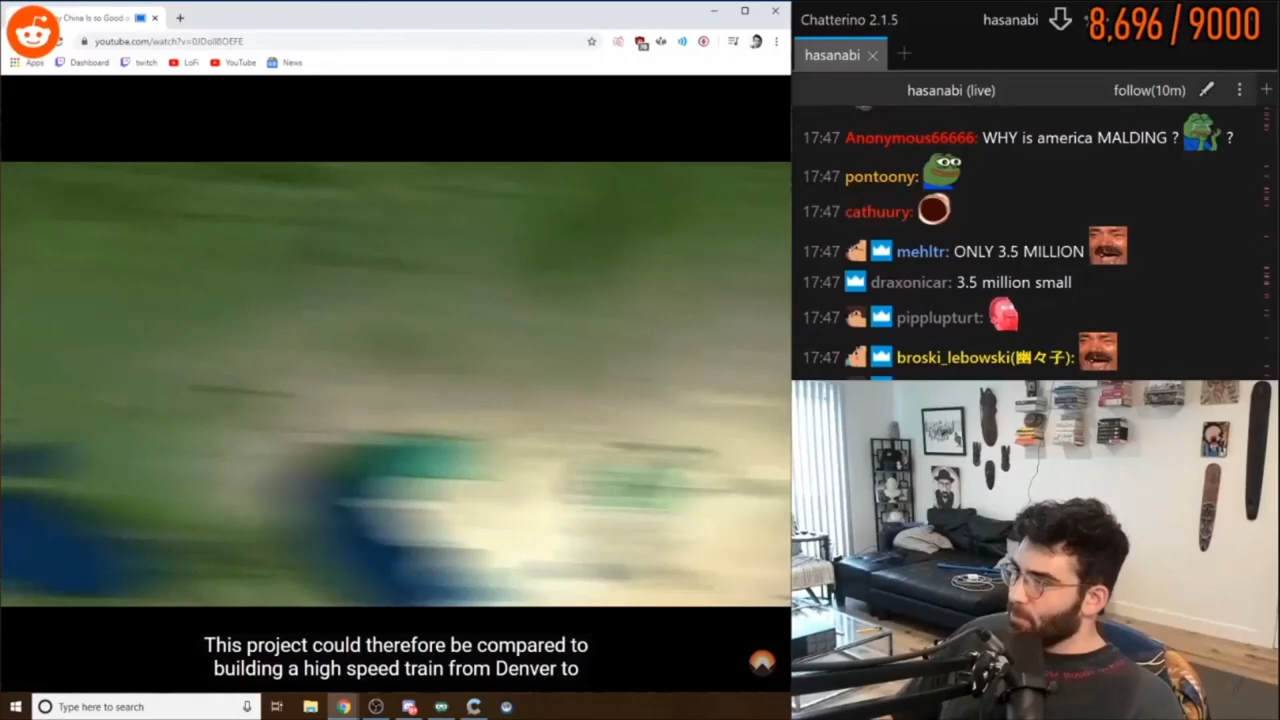 y China Is so Good a
youtube.com/watch?v=0JDoll8OEFE
Apps
Dashboard
twitch
LoFi
YouTube
News
This project could therefore be compared to
building a high speed train from Denver to
Type here to search
Chatterino 2.1.5
hasanabi
8,696 / 9000
hasanabi
hasanabi (live)
follow(10m)
17:47 Anonymous66666: WHY is america MALDING ? ?
17:47 pontoony:
17:47 cathuury:
17:47 mehltr: ONLY 3.5 MILLION
17:47 draxonicar: 3.5 million small
17:47 pipplupturt:
17:47 broski_lebowski(幽々子):